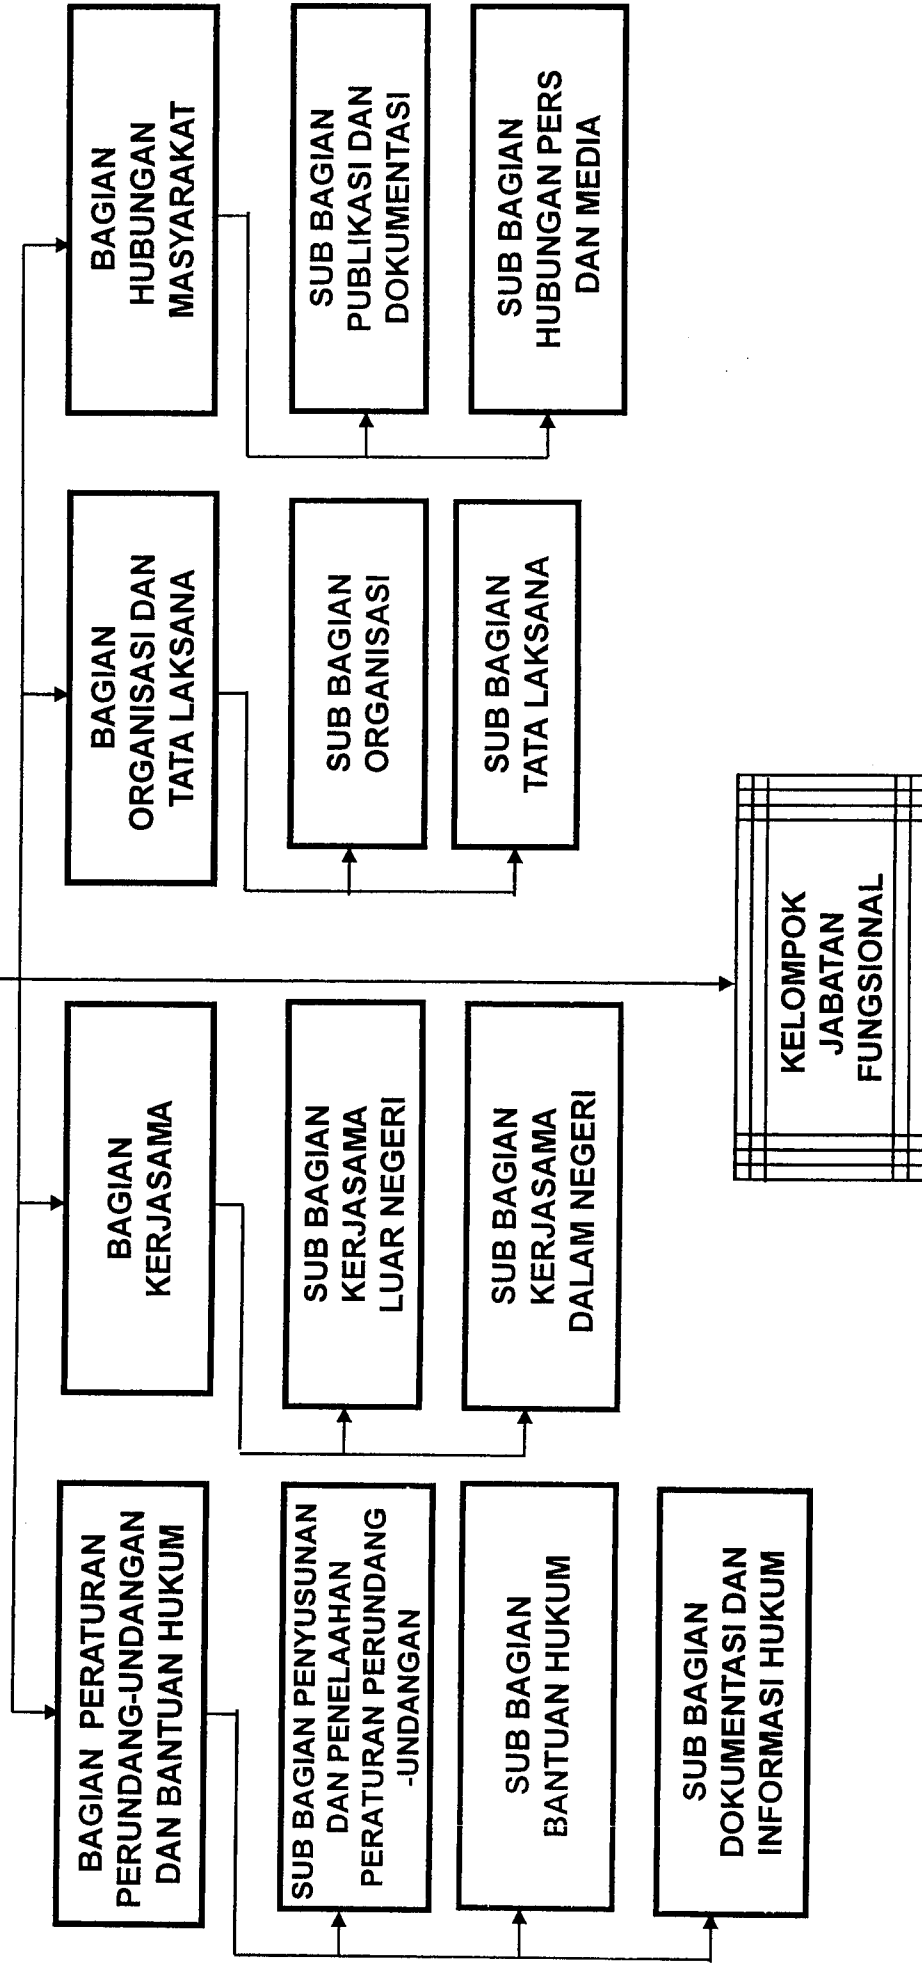 BAGIAN PERATURAN
PERUNDANG-UNDANGAN
DAN BANTUAN HUKUM
SUB BAGIAN PENYUSUNAN
DAN PENELAAHAN
PERATURAN PERUNDANG
-UNDANGAN
SUB BAGIAN
BANTUAN HUKUM
SUB BAGIAN
DOKUMENTASI DAN
INFORMASI HUKUM
BAGIAN
KERJASAMA
SUB BAGIAN
KERJASAMA
LUAR NEGERI
SUB BAGIAN
KERJASAMA
DALAM NEGERI
BAGIAN
ORGANISASI DAN
TATA LAKSANA
SUB BAGIAN
ORGANISASI
SUB BAGIAN
TATA LAKSANA
BAGIAN
HUBUNGAN
MASYARAKAT
SUB BAGIAN
PUBLIKASI DAN
DOKUMENTASI
SUB BAGIAN
HUBUNGAN PERS
DAN MEDIA
KELOMPOK
JABATAN
FUNGSIONAL